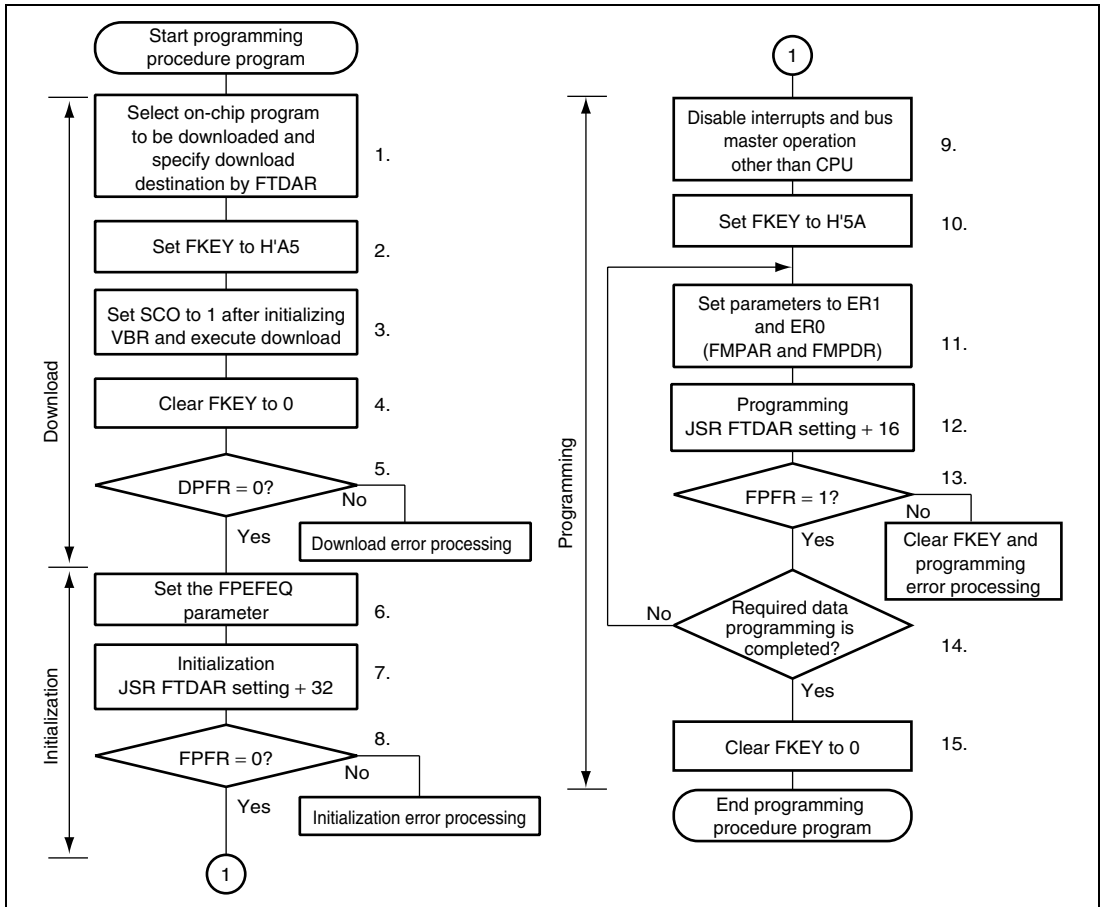 Start programming
procedure program
Download
Select on-chip program
to be downloaded and
specify download
destination by FTDAR
1.
Set FKEY to H'A5
2.
Set SCO to 1 after initializing
VBR and execute download
3.
Clear FKEY to 0
4.
DPFR = 0?
5.
No
Yes
Download error processing
Initialization
Set the FPEFEQ
parameter
6.
Initialization
JSR FTDAR setting + 32
7.
FPFR = 0?
8.
No
Yes
Initialization error processing
1
1
Programming
Disable interrupts and bus
master operation
other than CPU
9.
Set FKEY to H'5A
10.
Set parameters to ER1
and ER0
(FMPAR and FMPDR)
11.
Programming
JSR FTDAR setting + 16
12.
FPFR = 1?
13.
No
Yes
Clear FKEY and
programming
error processing
Required data
programming is
completed?
No
14.
Yes
Clear FKEY to 0
15.
End programming
procedure program